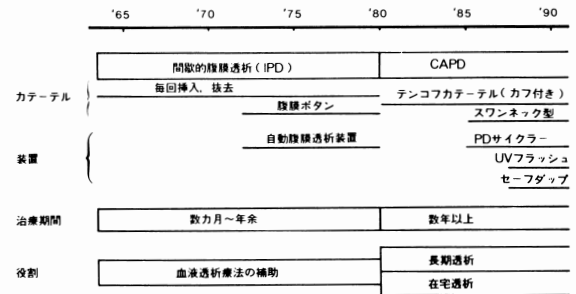 '65 '70 '75 '80 '85 '90
間歇的腹膜透析(IPD) CAPD
カテーテル
毎回挿入,抜去
テンコフカテーテル(カフ付き)
腹膜ボタン
スワンネック型
自動腹膜透析装置
PDサイクラー
装置
UVフラッシュ
セーフダップ
治療期間 数カ月〜年余 数年以上
役割
血液透析療法の補助
長期透析
在宅透析